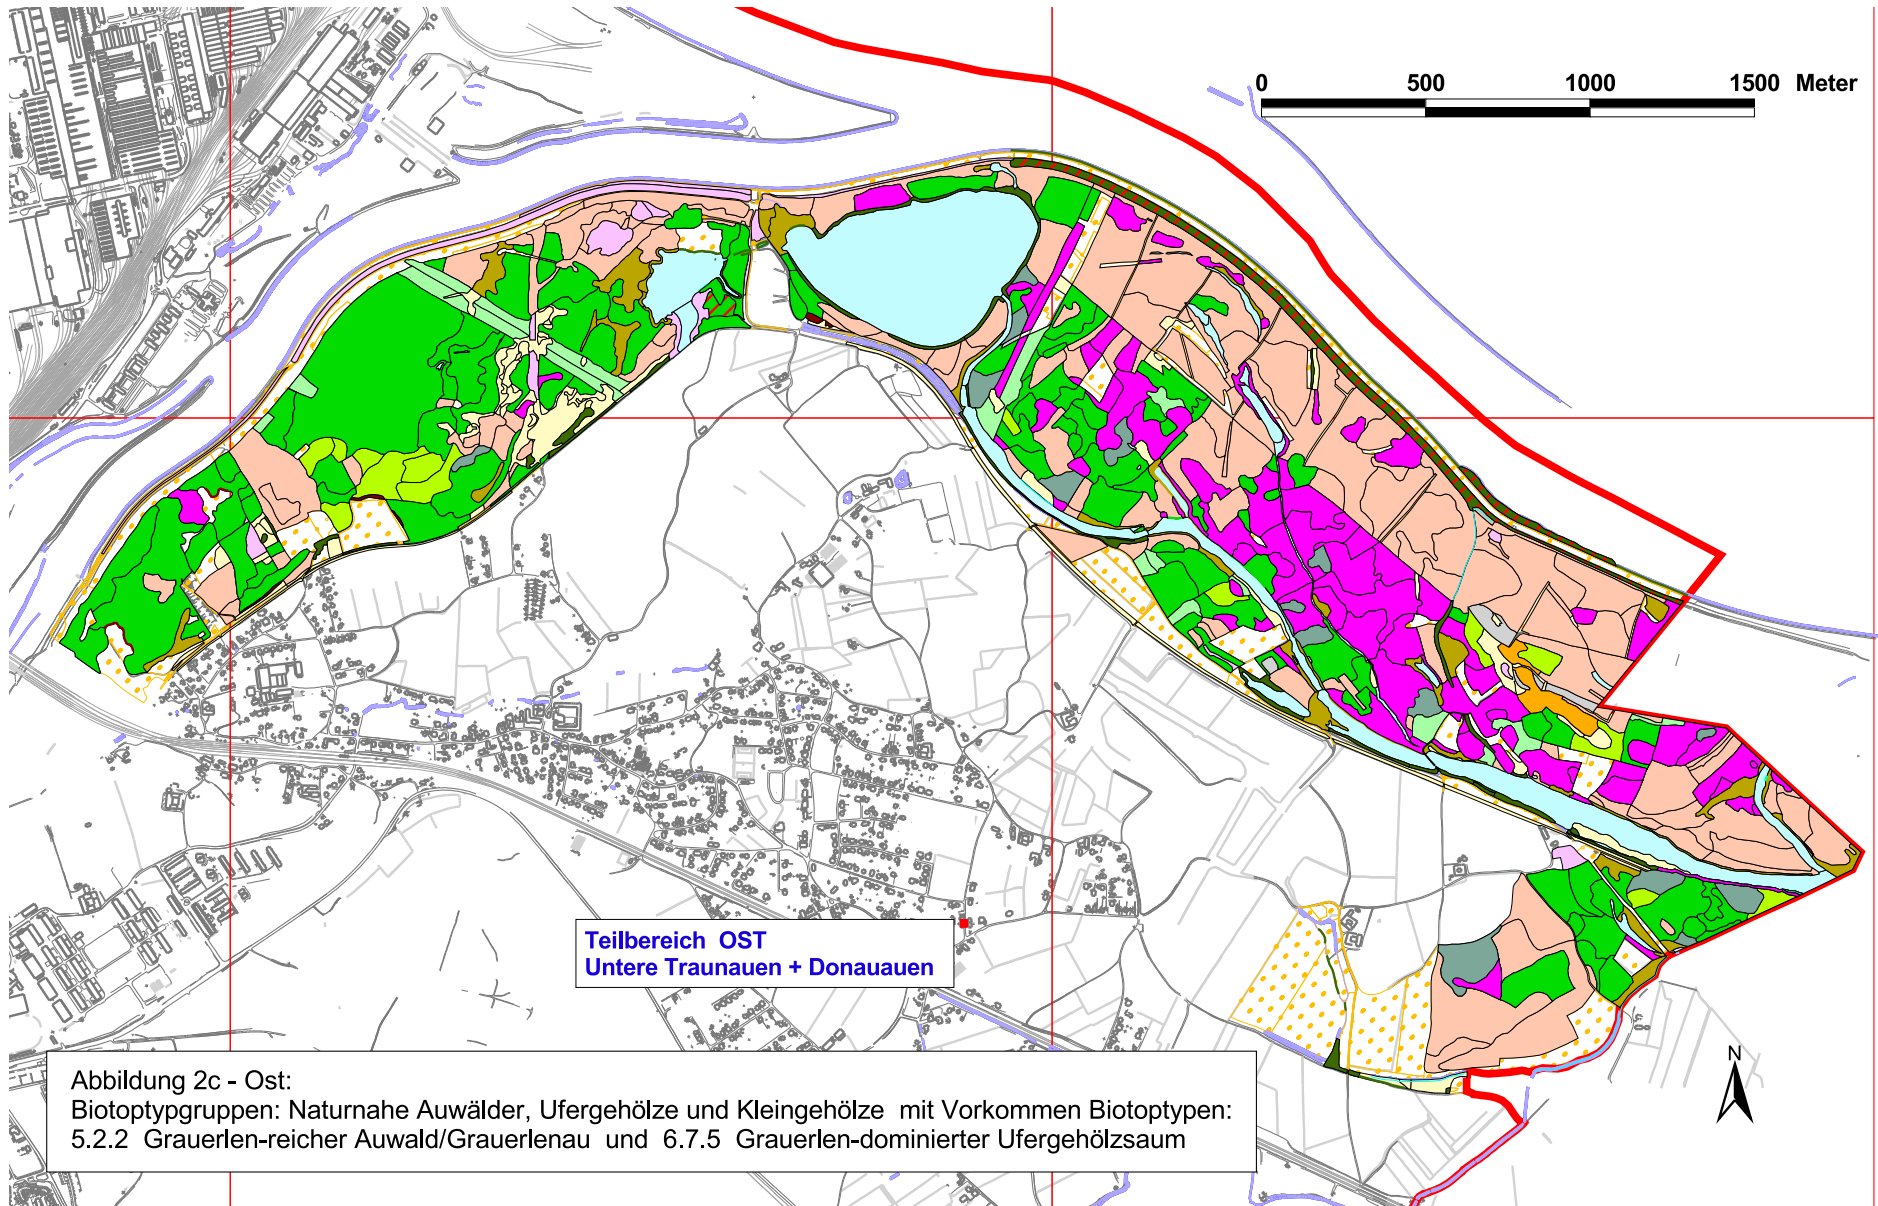 0 500 1000 1500 Meter
Teilbereich OST
Untere Traunauen + Donauauen
N
Abbildung 2c - Ost:
Biotoptypgruppen: Naturnahe Auwälder, Ufergehölze und Kleingehölze mit Vorkommen Biotoptypen:
5.2.2 Grauerlen-reicher Auwald/Grauerlenau und 6.7.5 Grauerlen-dominierter Ufergehölzsaum